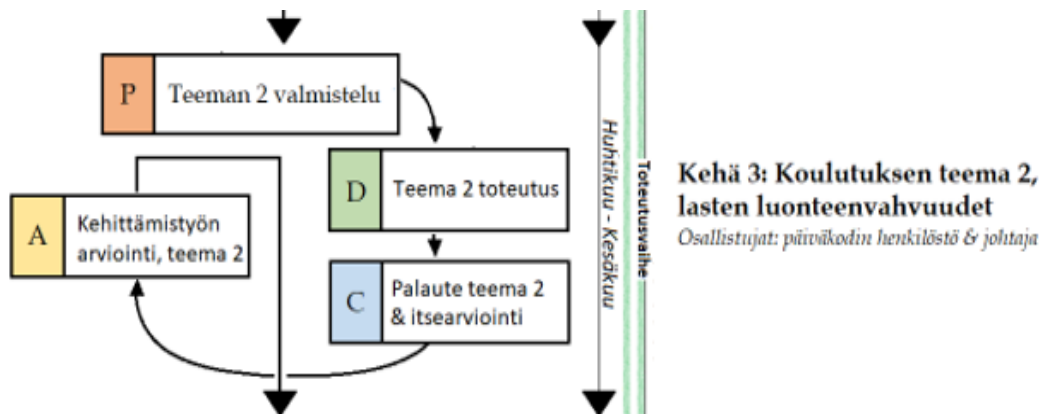 P
Teeman 2 valmistelu
D
Teema 2 toteutus
A
Kehittämistyön
arviointi, teema 2
C
Palaute teema 2
& itsearviointi
Huhtikuu - Kesäkuu
Toteutusvaihe
Kehä 3: Koulutuksen teema 2,
lasten luonteenvahvuudet
Osallistujat: päiväkodin henkilöstö & johtaja